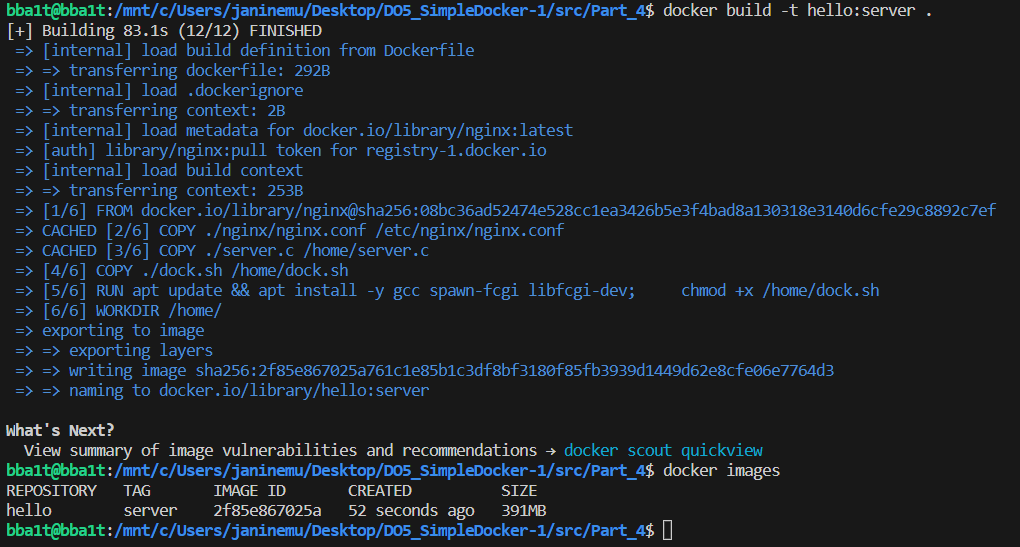 bba1t@bba1t:/mnt/c/Users/janinemu/Desktop/DO5_SimpleDocker-1/src/Part_4$ docker build -t hello:server .
[+] Building 83.1s (12/12) FINISHED
=> [internal] load build definition from Dockerfile
=> => transferring dockerfile: 292B
=> [internal] load .dockerignore
=> => transferring context: 2B
=> [internal] load metadata for docker.io/library/nginx:latest
=> [auth] library/nginx:pull token for registry-1.docker.io
=> [internal] load build context
=> => transferring context: 253B
=> [1/6] FROM docker.io/library/nginx@sha256:08bc36ad52474e528cc1ea3426b5e3f4bad8a130318e3140d6cfe29c8892c7ef
=> CACHED [2/6] COPY ./nginx/nginx.conf /etc/nginx/nginx.conf
=> CACHED [3/6] COPY ./server.c /home/server.c
=> [4/6] COPY ./dock.sh /home/dock.sh
=> [5/6] RUN apt update && apt install -y gcc spawn-fcgi libfcgi-dev;     chmod +x /home/dock.sh
=> [6/6] WORKDIR /home/
=> exporting to image
=> => exporting layers
=> => writing image sha256:2f85e867025a761c1e85b1c3df8bf3180f85fb3939d1449d62e8cfe06e7764d3
=> => naming to docker.io/library/hello:server
What's Next?
View summary of image vulnerabilities and recommendations → docker scout quickview
bba1t@bba1t:/mnt/c/Users/janinemu/Desktop/DO5_SimpleDocker-1/src/Part_4$ docker images
REPOSITORY   TAG       IMAGE ID       CREATED          SIZE
hello        server    2f85e867025a   52 seconds ago   391MB
bba1t@bba1t:/mnt/c/Users/janinemu/Desktop/DO5_SimpleDocker-1/src/Part_4$